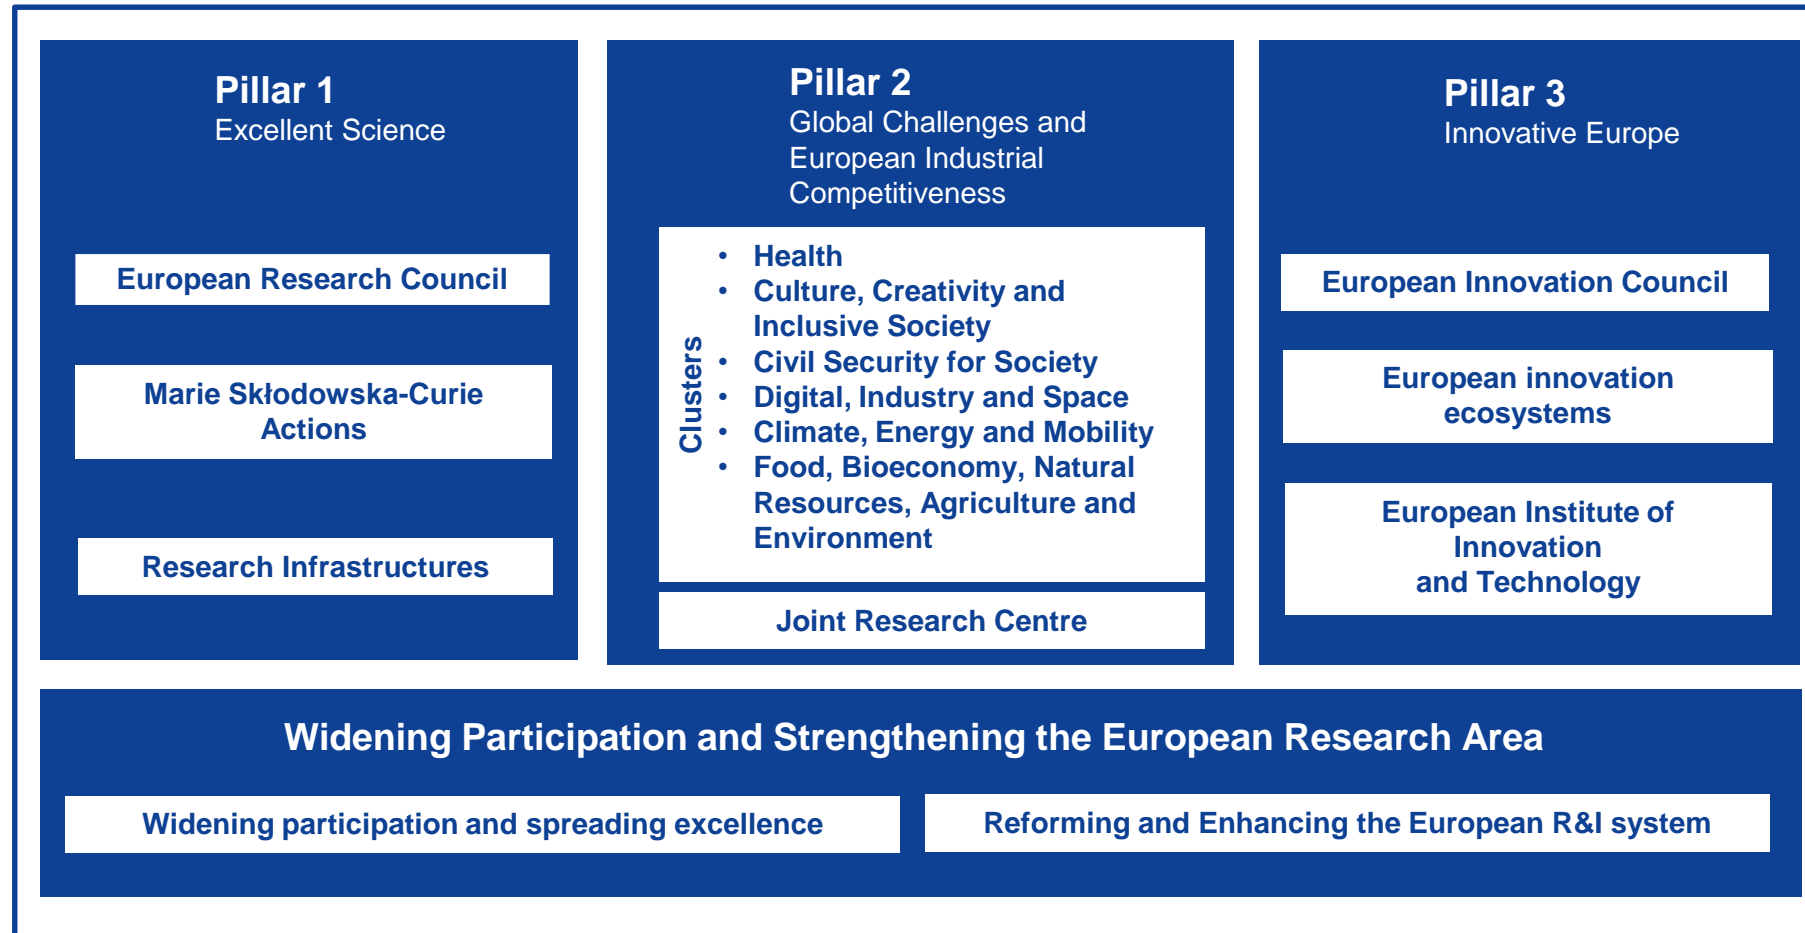 Pillar 1
Excellent Science
European Research Council
Marie Skłodowska-Curie
Actions
Research Infrastructures
Pillar 2
Global Challenges and
European Industrial
Competitiveness
Clusters
• Health
• Culture, Creativity and
Inclusive Society
• Civil Security for Society
• Digital, Industry and Space
• Climate, Energy and Mobility
• Food, Bioeconomy, Natural
Resources, Agriculture and
Environment
Joint Research Centre
Pillar 3
Innovative Europe
European Innovation Council
European innovation
ecosystems
European Institute of
Innovation
and Technology
Widening Participation and Strengthening the European Research Area
Widening participation and spreading excellence
Reforming and Enhancing the European R&I system